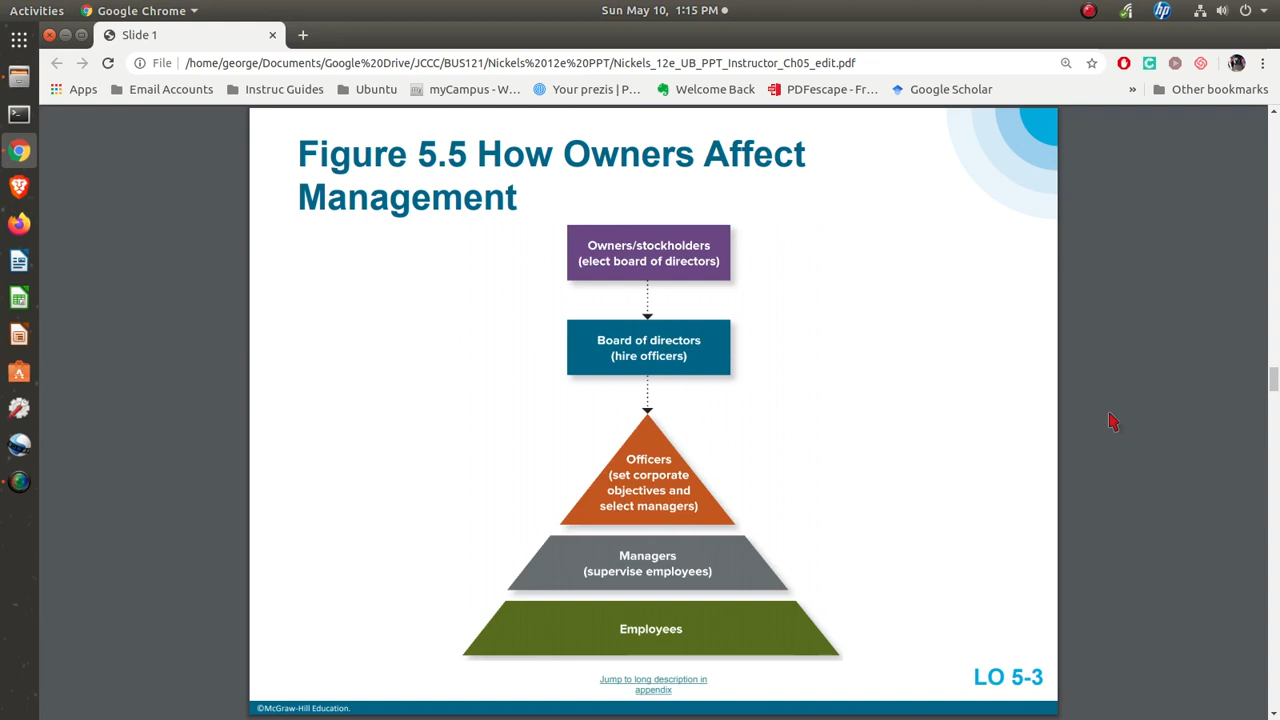 Activities
Google Chrome
Sun May 10, 1:15 PM
Slide 1
File
/home/george/Documents/Google%20Drive/JCCC/BUS121/Nickels%2012e%20PPT/Nickels_12e_UB_PPT_Instructor_Ch05_edit.pdf
Apps
Email Accounts
Instruc Guides
Ubuntu
myCampus - W...
Your prezis | P...
Welcome Back
PDFescape - Fr...
Google Scholar
»
Other bookmarks
Figure 5.5 How Owners Affect
Management
Owners/stockholders
(elect board of directors)
Board of directors
(hire officers)
Officers
(set corporate
objectives and
select managers)
Managers
(supervise employees)
Employees
Jump to long description in
appendix
LO 5-3
©McGraw-Hill Education.